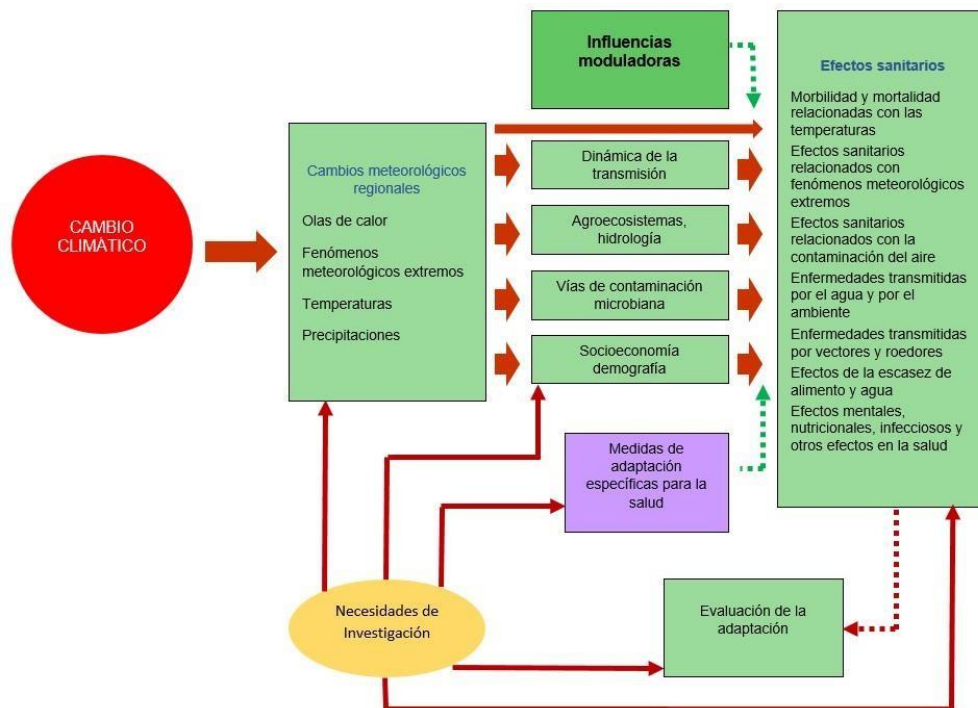 CAMBIO
CLIMÁTICO
Cambios meteorológicos
regionales
Olas de calor
Fenómenos
meteorológicos extremos
Temperaturas
Precipitaciones
Influencias
moduladoras
Dinámica de la
transmisión
Agroecosistemas,
hidrología
Vías de contaminación
microbiana
Socioeconomía
demografía
Medidas de
adaptación
específicas para la
salud
Efectos sanitarios
Morbilidad y mortalidad
relacionadas con las
temperaturas
Efectos sanitarios
relacionados con
fenómenos meteorológicos
extremos
Efectos sanitarios
relacionados con la
contaminación del aire
Enfermedades transmitidas
por el agua y por el
ambiente
Enfermedades transmitidas
por vectores y roedores
Efectos de la escasez de
alimento y agua
Efectos mentales,
nutricionales, infecciosos y
otros efectos en la salud
Necesidades de
Investigación
Evaluación de la
adaptación